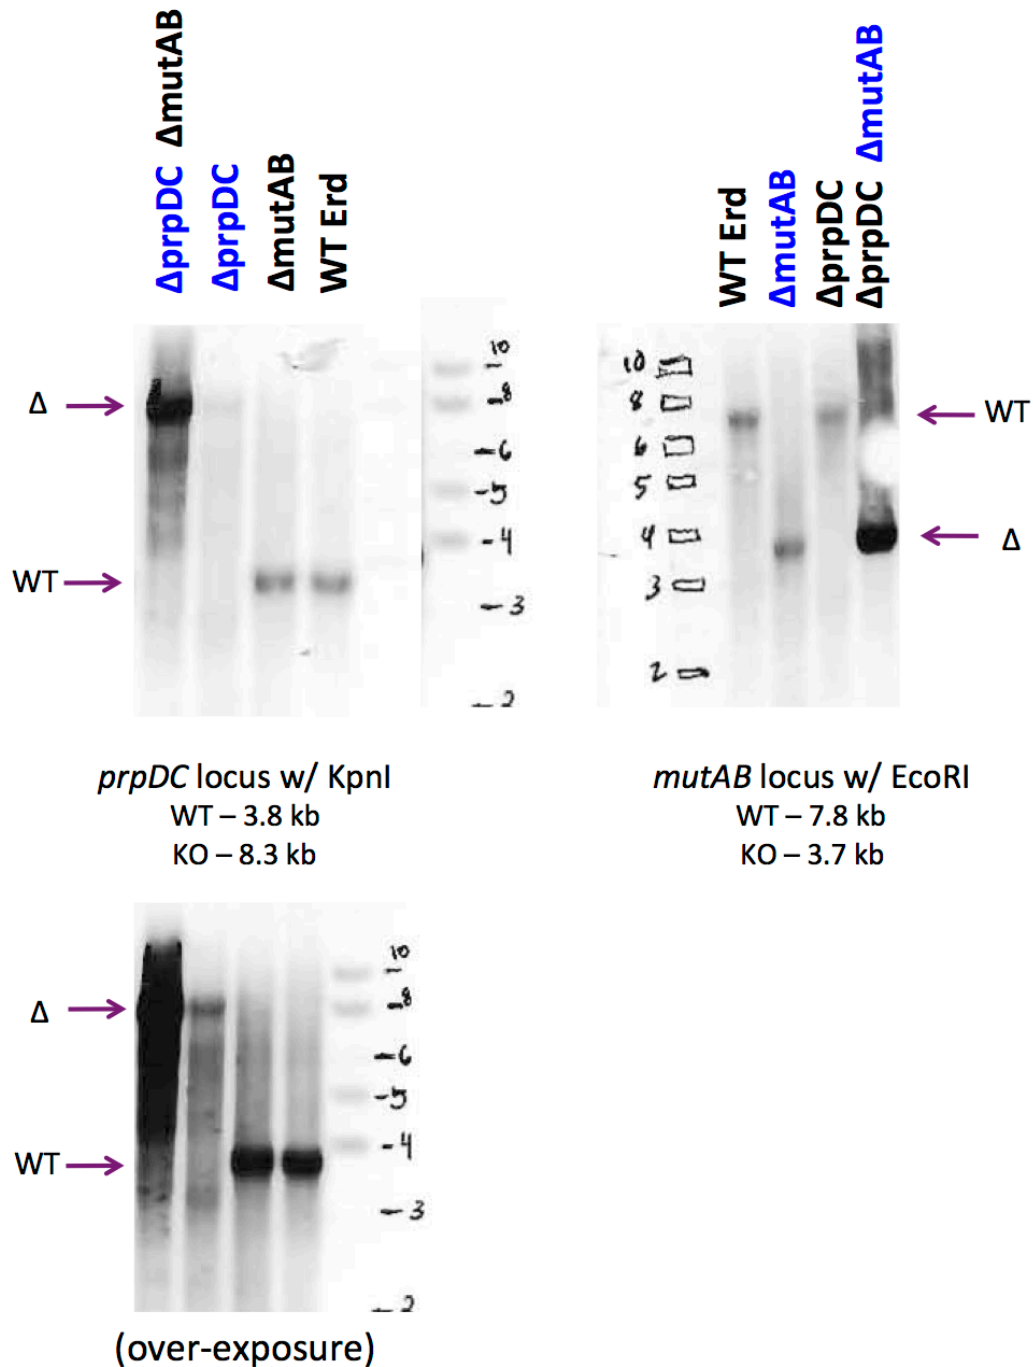 ΔprpDC ΔmutAB
ΔprpDC
ΔmutAB
WT Erd
Δ
WT
10
-8
-6
-5
-4
-3
-2
prpDC locus w/ KpnI
WT – 3.8 kb
KO – 8.3 kb
WT Erd
ΔmutAB
ΔprpDC
ΔprpDC ΔmutAB
10
8
6
5
4
3
2
WT
Δ
mutAB locus w/ EcoRI
WT – 7.8 kb
KO – 3.7 kb
Δ
WT
10
-8
-6
-5
-4
-3
-2
(over-exposure)